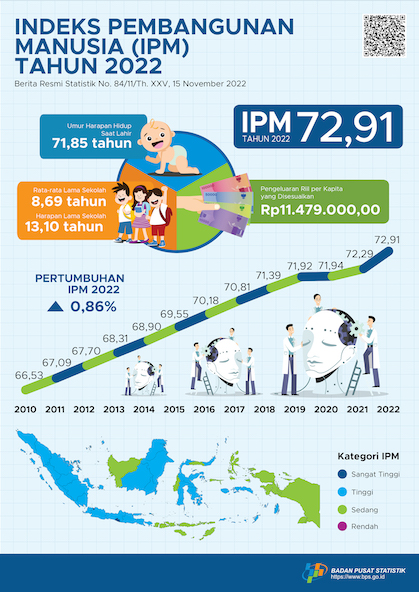 INDEKS PEMBANGUNAN
MANUSIA (IPM)
TAHUN 2022
Berita Resmi Statistik No. 84/11/Th. XXV, 15 November 2022
Umur Harapan Hidup
Saat Lahir
71,85 tahun
IPM
TAHUN 2022
72,91
Rata-rata Lama Sekolah
8,69 tahun
Harapan Lama Sekolah
13,10 tahun
Pengeluaran Riil per Kapita
yang Disesuaikan
Rp11.479.000,00
PERTUMBUHAN
IPM 2022
0,86%
66,53
67,09
67,70
68,31
68,90
69,55
70,18
70,81
71,39
71,92
71,94
72,29
72,91
2010 2011 2012 2013 2014 2015 2016 2017 2018 2019 2020 2021 2022
Kategori IPM
Sangat Tinggi
Tinggi
Sedang
Rendah
BADAN PUSAT STATISTIK
https://www.bps.go.id